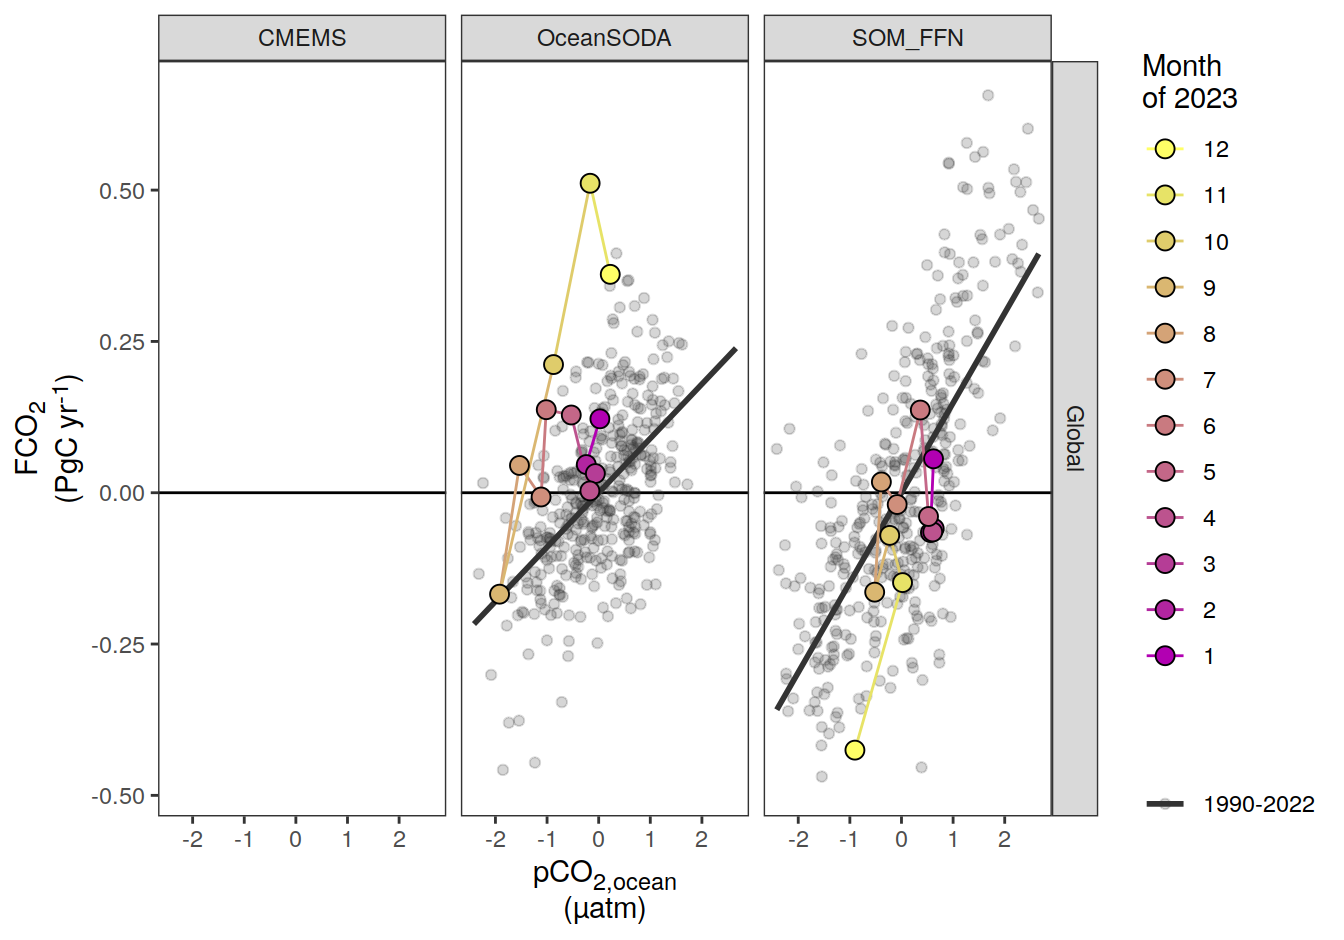 CMEMS OceanSODA SOM_FFN
Month
of 2023
12
11
10
9
8
7
6
5
4
3
2
1
1990-2022
Global
FCO₂
(PgC yr⁻¹)
0.50
0.25
0.00
-0.25
-0.50
-2 -1 0 1 2 -2 -1 0 1 2 -2 -1 0 1 2
pCO₂,ocean
(µatm)